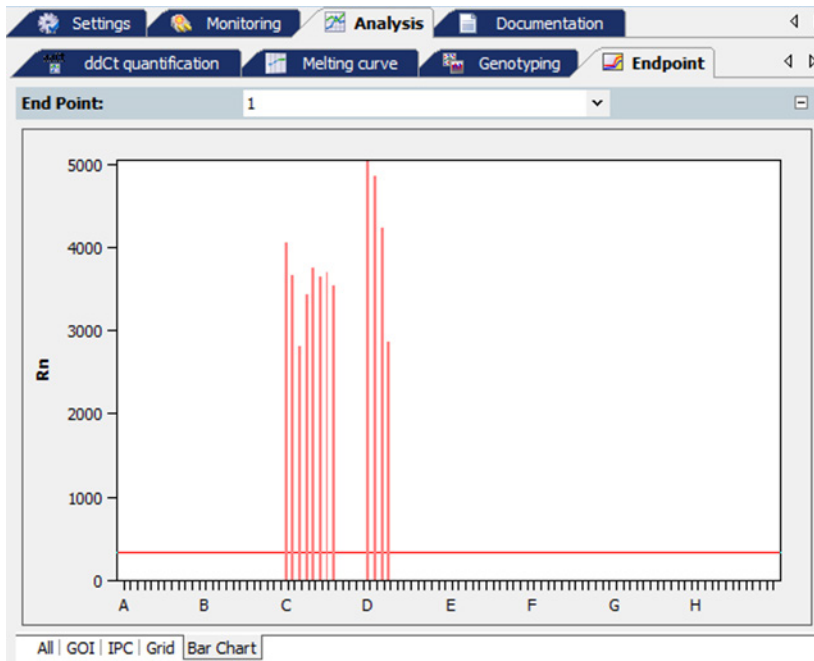 Settings Monitoring Analysis Documentation
ddCt quantification Melting curve Genotyping Endpoint
End Point: 1
5000
4000
3000
2000
1000
0
Rn
A B C D E F G H
All | GOI | IPC | Grid Bar Chart